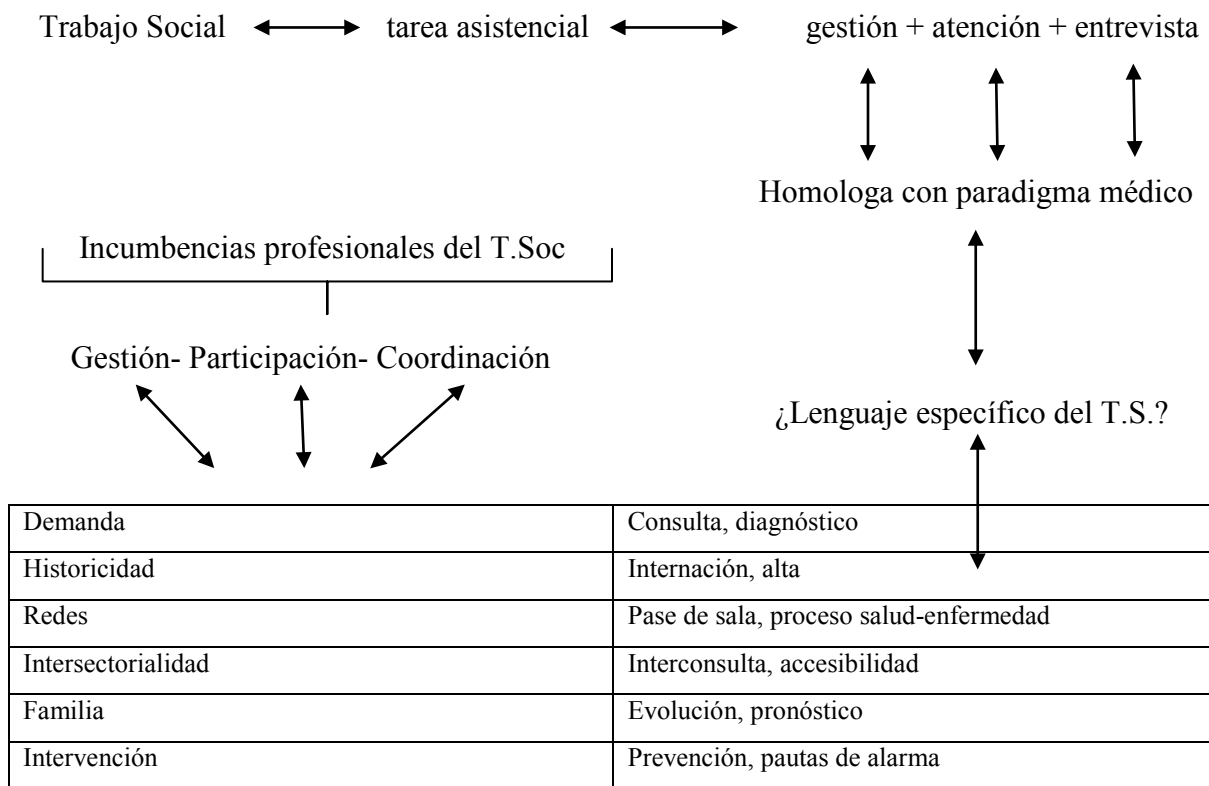 Trabajo Social tarea asistencial gestión + atención + entrevista
Homologa con paradigma médico
Incumbencias profesionales del T.Soc
Gestión- Participación- Coordinación
¿Lenguaje específico del T.S.?
Demanda Consulta, diagnóstico
Historicidad Internación, alta
Redes Pase de sala, proceso salud-enfermedad
Intersectorialidad Interconsulta, accesibilidad
Familia Evolución, pronóstico
Intervención Prevención, pautas de alarma